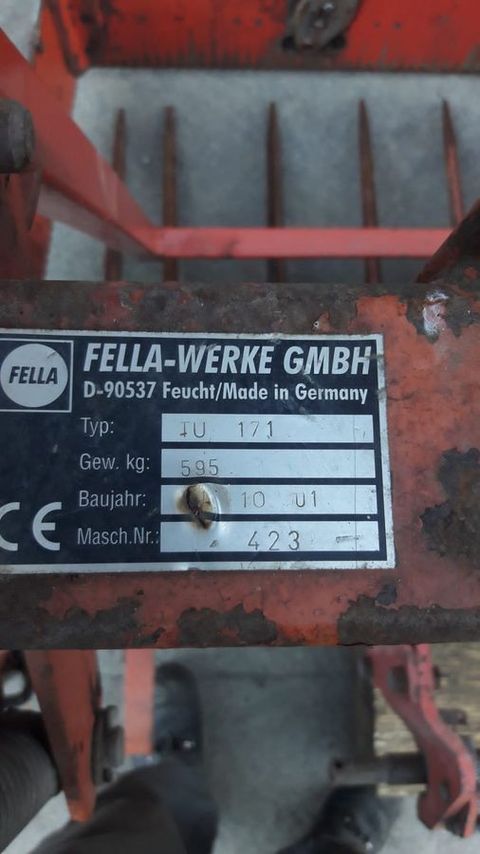 FELLA
FELLA-WERKE GMBH
D-90537 Feucht/Made in Germany
Typ: TU 171
Gew. kg: 595
Baujahr: 10 01
Masch.Nr.: 423
CE